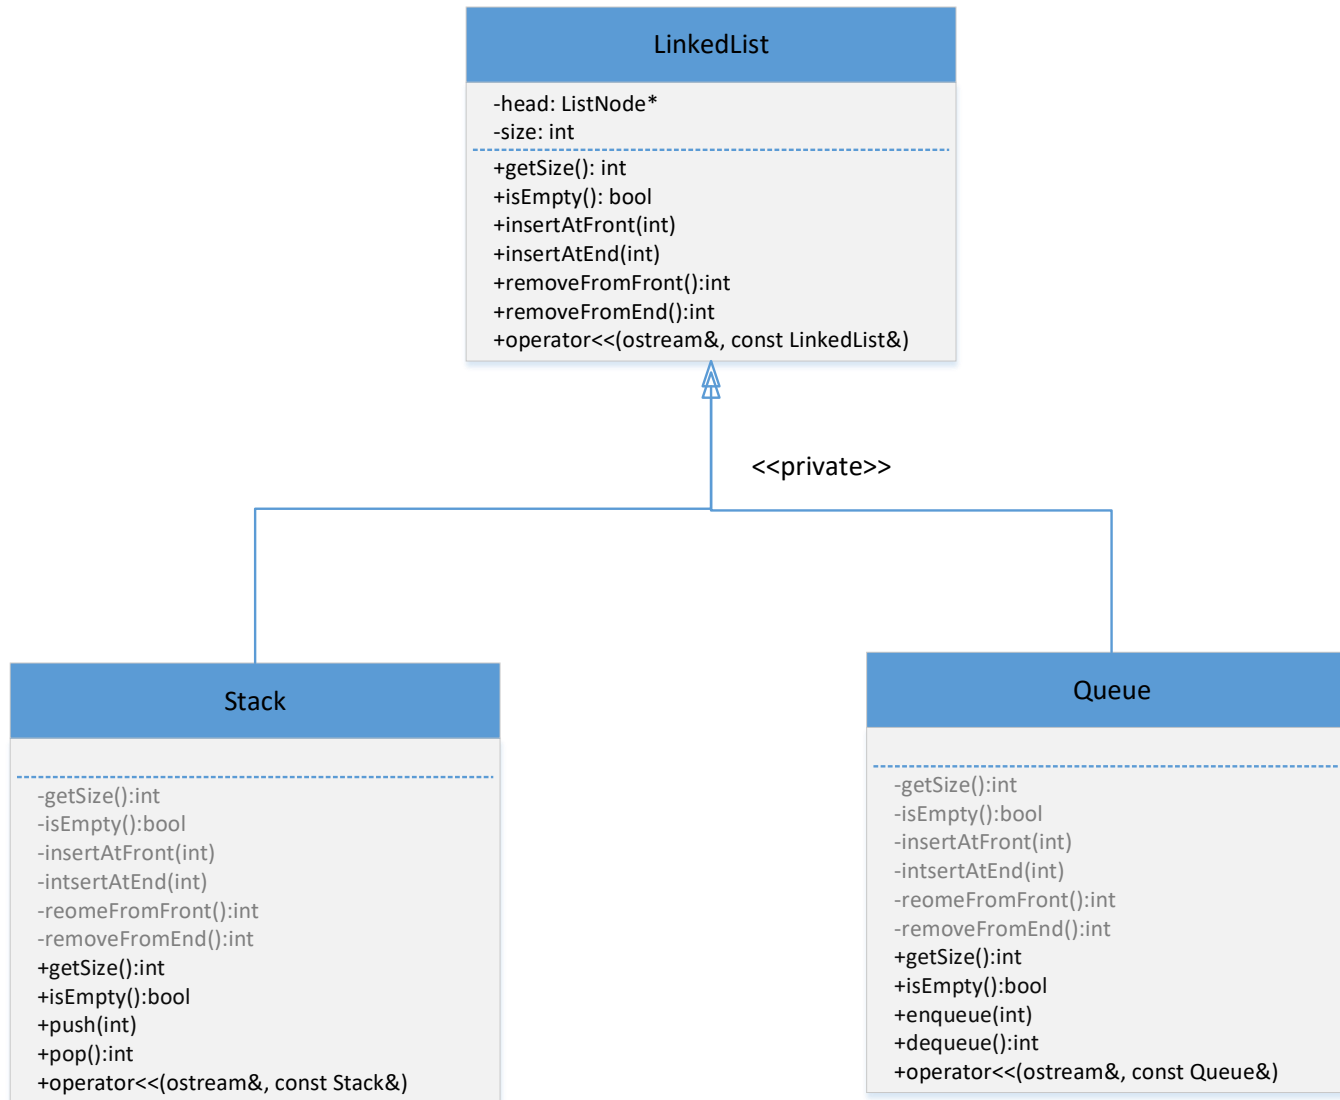 LinkedList
-head: ListNode*
-size: int
+getSize(): int
+isEmpty(): bool
+insertAtFront(int)
+insertAtEnd(int)
+removeFromFront():int
+removeFromEnd():int
+operator<<(ostream&, const LinkedList&)
<<private>>
Stack
-getSize():int
-isEmpty():bool
-insertAtFront(int)
-intsertAtEnd(int)
-reomeFromFront():int
-removeFromEnd():int
+getSize():int
+isEmpty():bool
+push(int)
+pop():int
+operator<<(ostream&, const Stack&)
Queue
-getSize():int
-isEmpty():bool
-insertAtFront(int)
-intsertAtEnd(int)
-reomeFromFront():int
-removeFromEnd():int
+getSize():int
+isEmpty():bool
+enqueue(int)
+dequeue():int
+operator<<(ostream&, const Queue&)